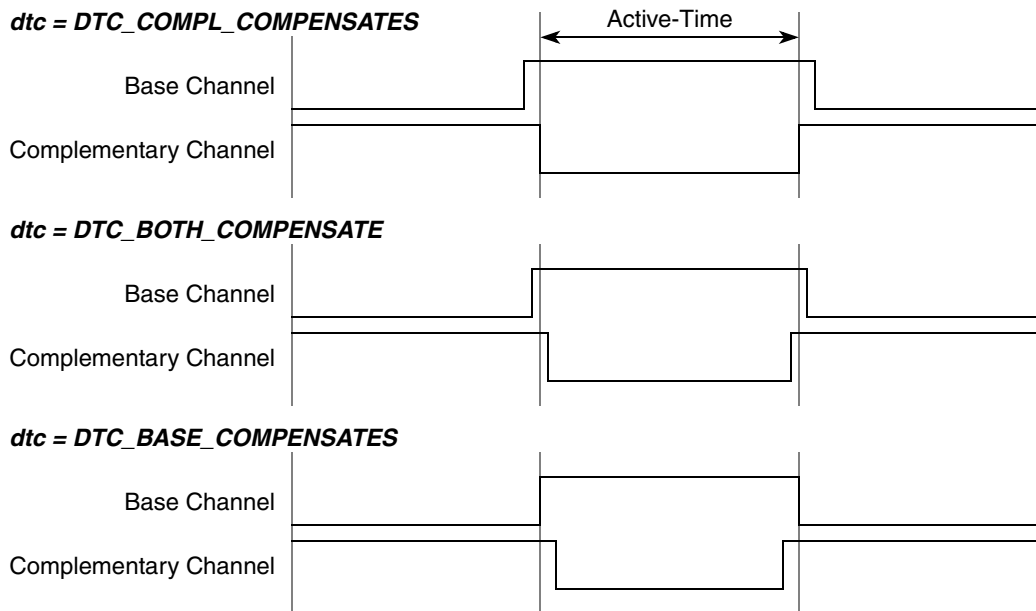 dtc = DTC_COMPL_COMPENSATES
Active-Time
Base Channel
Complementary Channel
dtc = DTC_BOTH_COMPENSATE
Base Channel
Complementary Channel
dtc = DTC_BASE_COMPENSATES
Base Channel
Complementary Channel